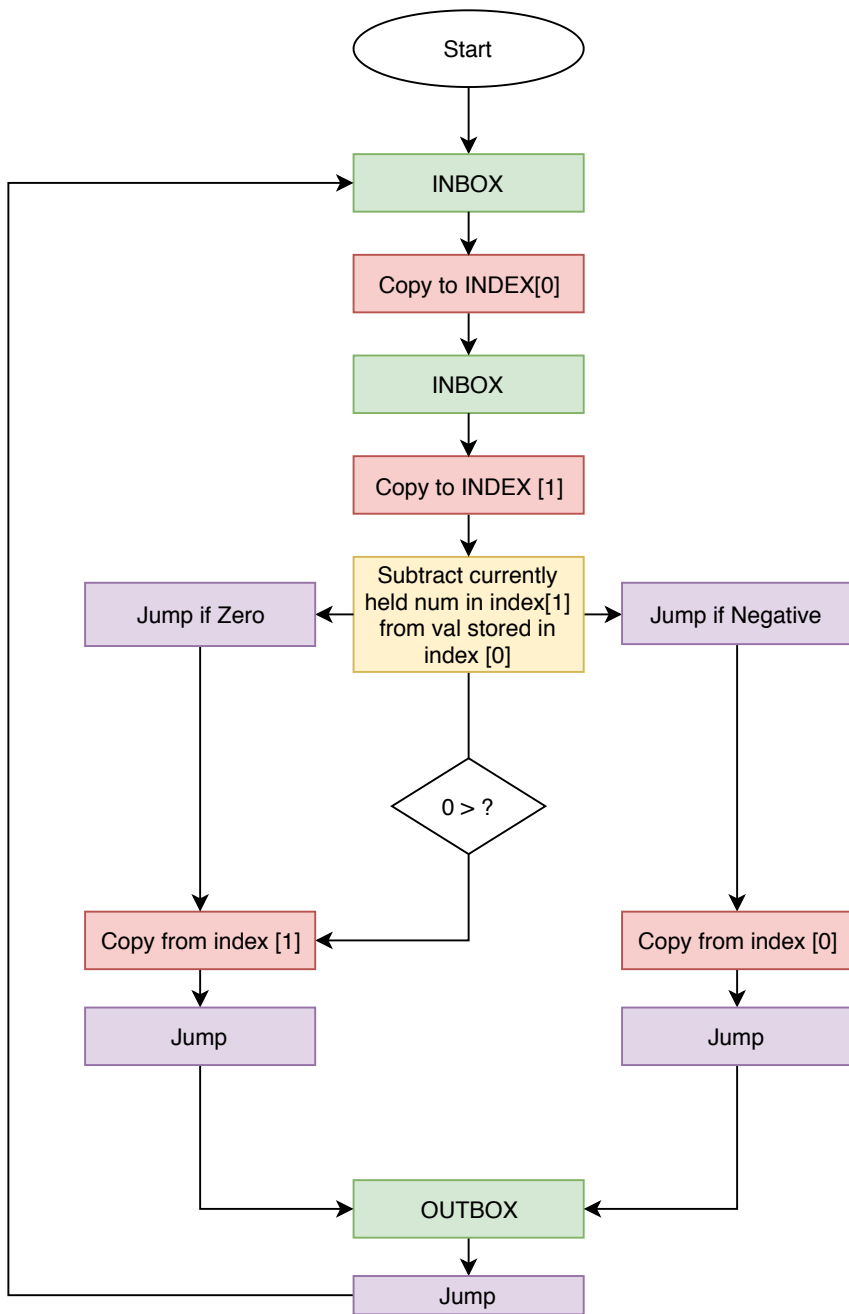 Start
INBOX
Copy to INDEX[0]
INBOX
Copy to INDEX [1]
Subtract currently
held num in index[1]
from val stored in
index [0]
Jump if Zero
Jump if Negative
0 > ?
Copy from index [1]
Copy from index [0]
Jump
Jump
OUTBOX
Jump